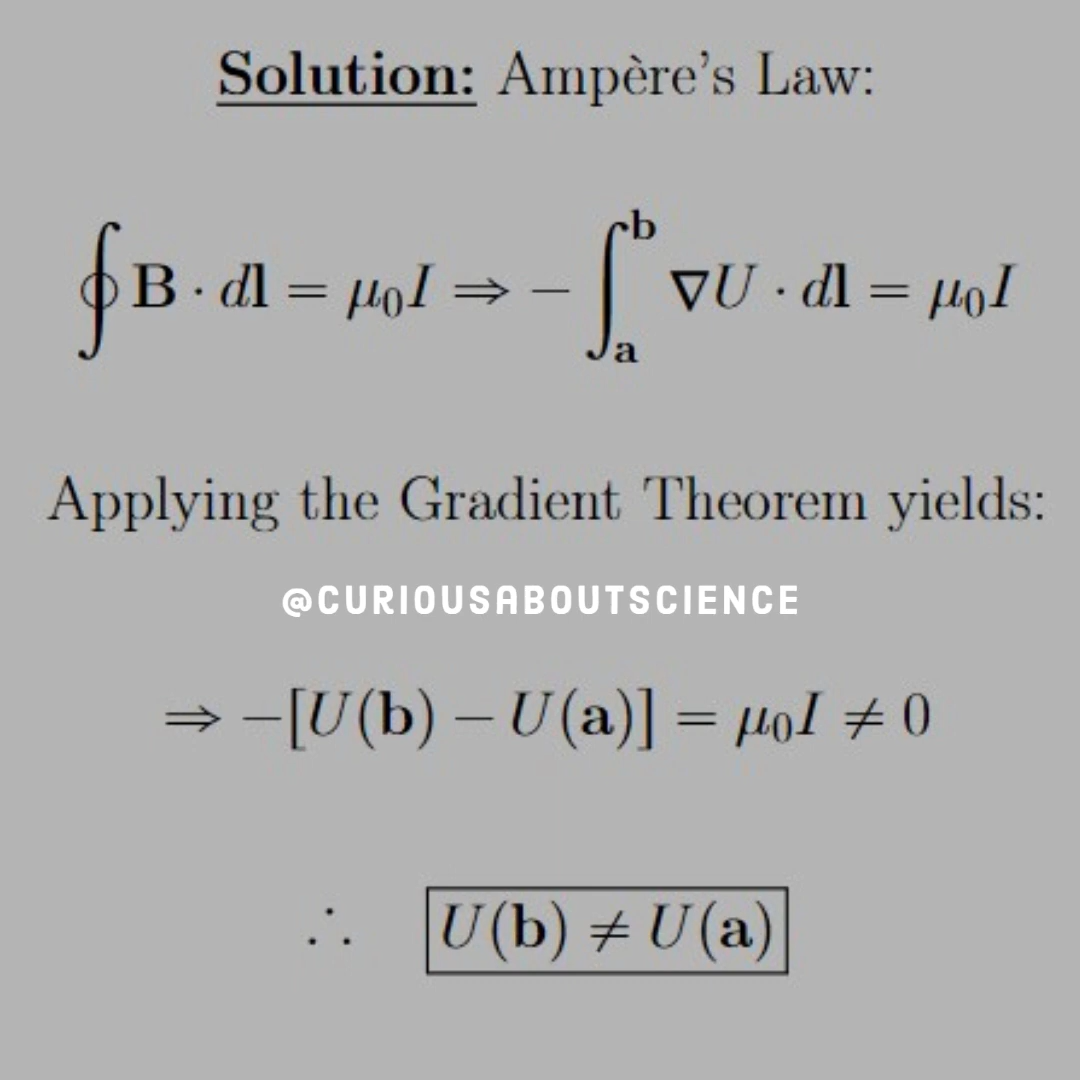 Solution: Ampère's Law:
∮ B · dl = μ₀I ⇒ − ∫ₐᵇ ∇U · dl = μ₀I
Applying the Gradient Theorem yields:
@CURIOUSABOUTSCIENCE
⇒ −[U(b) − U(a)] = μ₀I ≠ 0
∴ U(b) ≠ U(a)